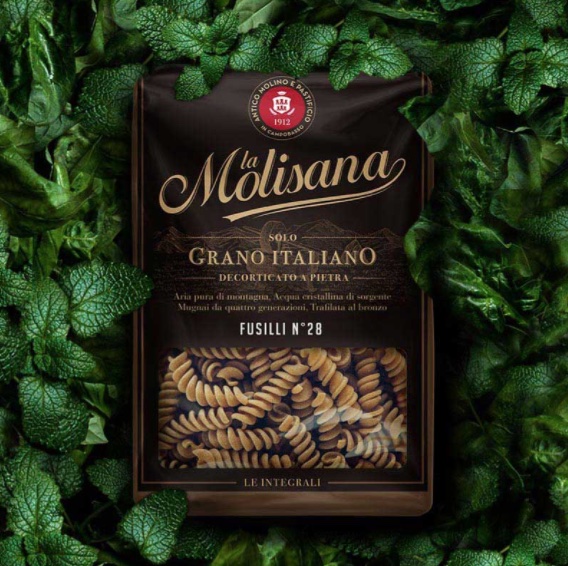 ANTICO MOLINO E PASTIFICIO
1912
IN CAMPOBASSO
la
Molisana
SOLO
GRANO ITALIANO
DECORTICATO A PIETRA
Aria pura di montagna, Acqua cristallina di sorgente
Mugnai da quattro generazioni, Trafilata al bronzo
FUSILLI N°28
LE INTEGRALI